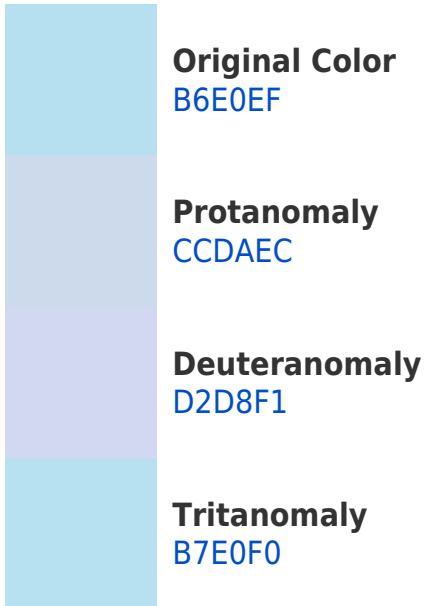 Original Color
B6E0EF
Protanomaly
CCDAEC
Deuteranomaly
D2D8F1
Tritanomaly
B7E0F0